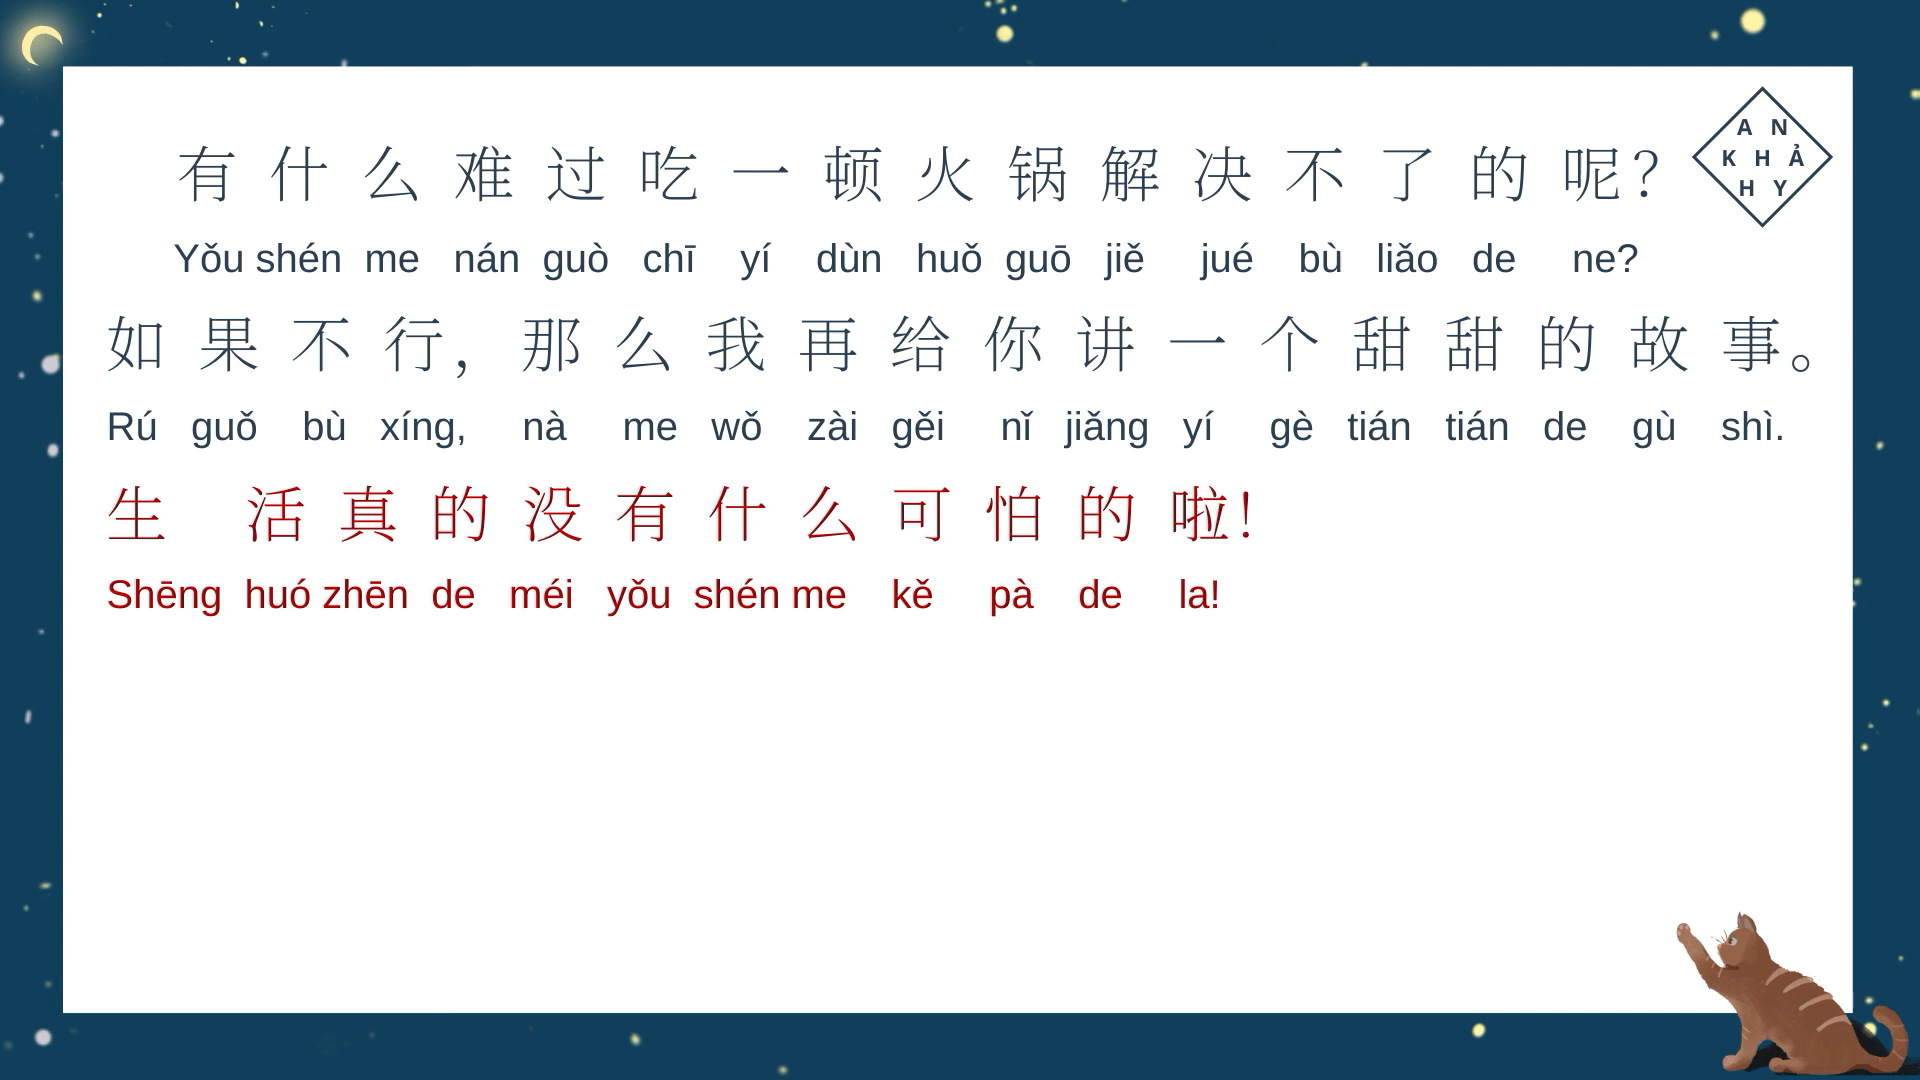 A N
K H Ả
H Y
有 什 么 难 过 吃 一 顿 火 锅 解 决 不 了 的 呢？
Yǒu shén me nán guò chī yí dùn huǒ guō jiě jué bù liǎo de ne?
如 果 不 行， 那 么 我 再 给 你 讲 一 个 甜 甜 的 故 事。
Rú guǒ bù xíng, nà me wǒ zài gěi nǐ jiǎng yí gè tián tián de gù shì.
生 活 真 的 没 有 什 么 可 怕 的 啦！
Shēng huó zhēn de méi yǒu shén me kě pà de la!